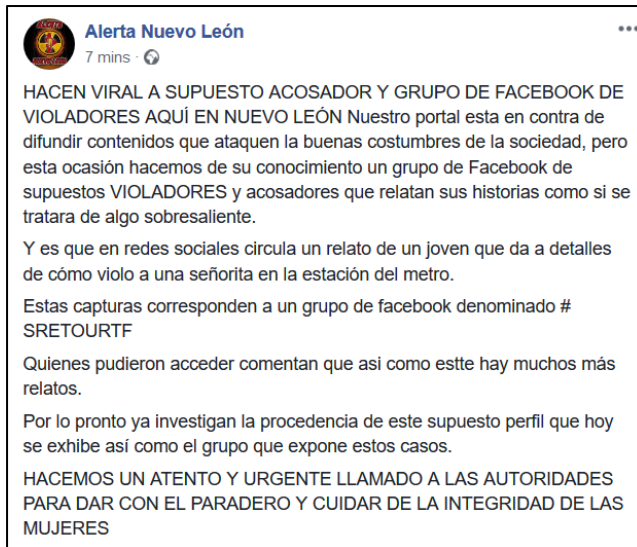 Alerta Nuevo León
7 mins ·
HACEN VIRAL A SUPUESTO ACOSADOR Y GRUPO DE FACEBOOK DE
VIOLADORES AQUÍ EN NUEVO LEÓN Nuestro portal esta en contra de
difundir contenidos que ataquen la buenas costumbres de la sociedad, pero
esta ocasión hacemos de su conocimiento un grupo de Facebook de
supuestos VIOLADORES y acosadores que relatan sus historias como si se
tratara de algo sobresaliente.
Y es que en redes sociales circula un relato de un joven que da a detalles
de cómo violo a una señorita en la estación del metro.
Estas capturas corresponden a un grupo de facebook denominado #
SRETOURTF
Quienes pudieron acceder comentan que asi como estte hay muchos más
relatos.
Por lo pronto ya investigan la procedencia de este supuesto perfil que hoy
se exhibe así como el grupo que expone estos casos.
HACEMOS UN ATENTO Y URGENTE LLAMADO A LAS AUTORIDADES
PARA DAR CON EL PARADERO Y CUIDAR DE LA INTEGRIDAD DE LAS
MUJERES